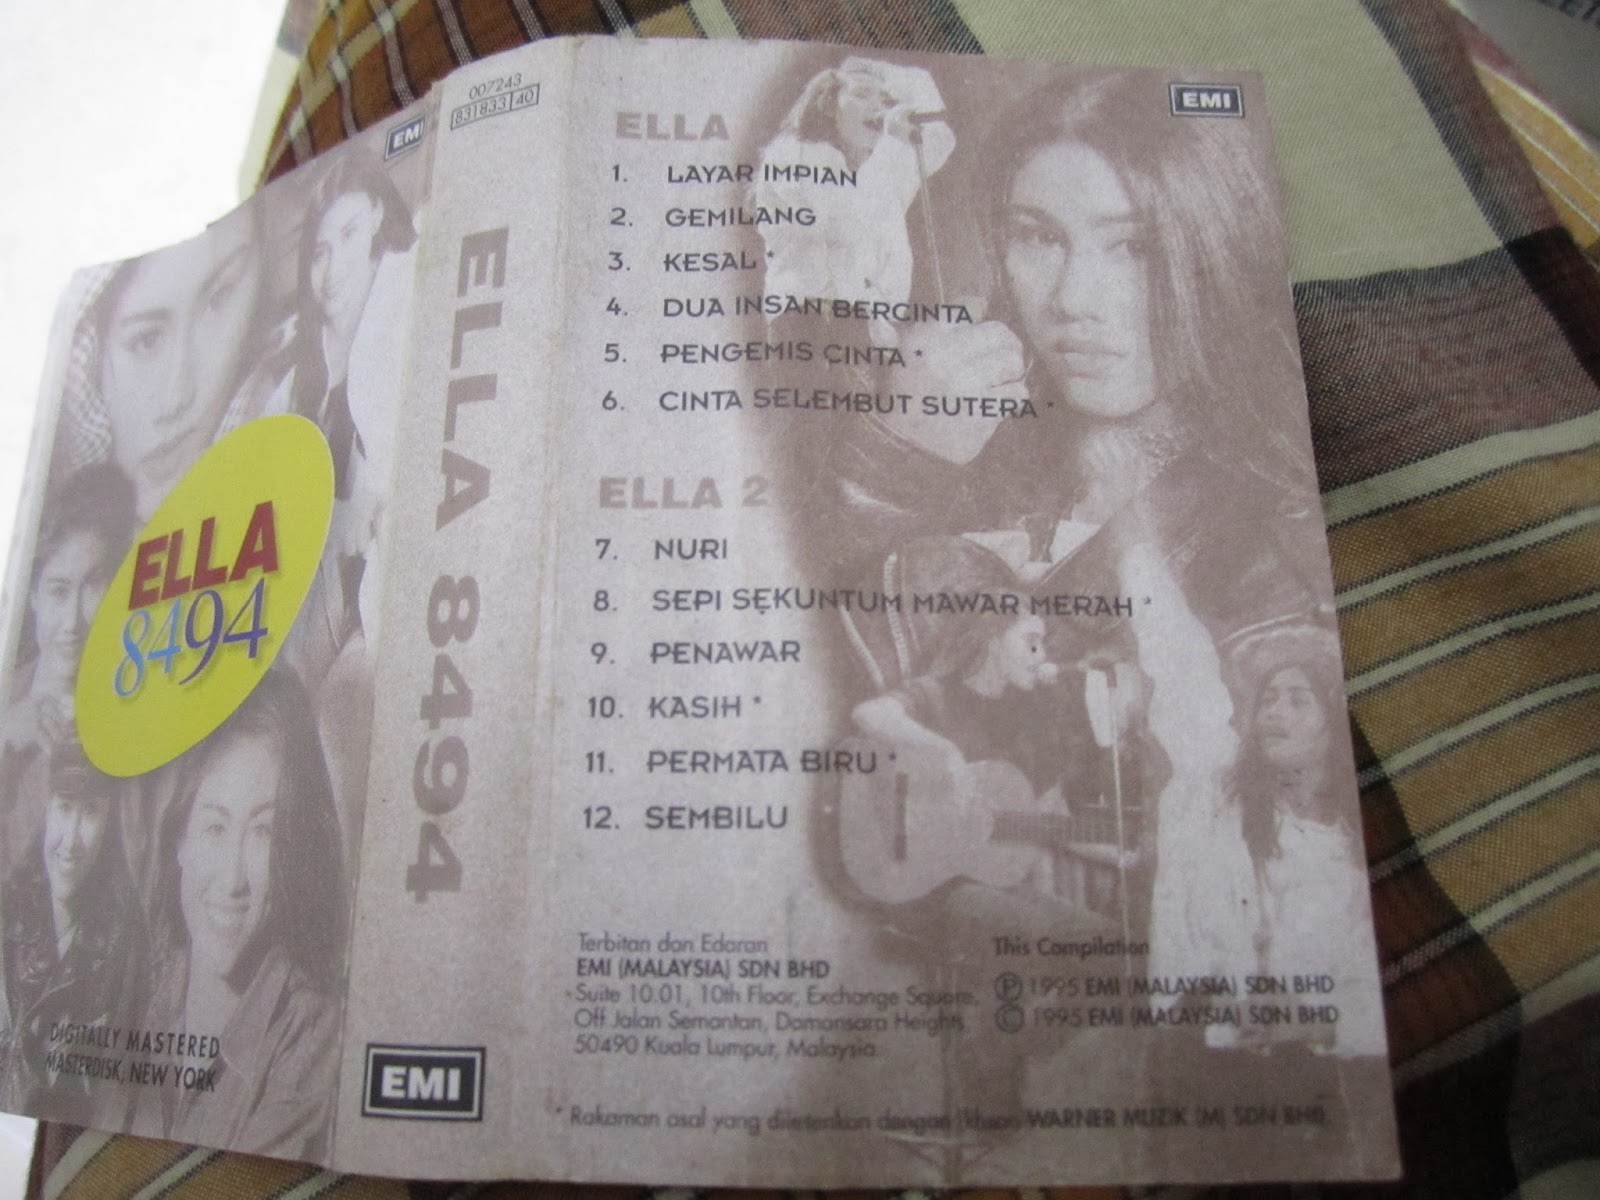 EMI
ELLA
8494
DIGITALLY MASTERED
MASTERDISK, NEW YORK
007243
831833 40
ELLA 8494
EMI
EMI
ELLA
1. LAYAR IMPIAN
2. GEMILANG
3. KESAL *
4. DUA INSAN BERCINTA
5. PENGEMIS CINTA *
6. CINTA SELEMBUT SUTERA *
ELLA 2
7. NURI
8. SEPI SEKUNTUM MAWAR MERAH *
9. PENAWAR
10. KASIH *
11. PERMATA BIRU *
12. SEMBILU
Terbitan dan Edaran
EMI (MALAYSIA) SDN BHD
Suite 10.01, 10th Floor, Exchange Square,
Off Jalan Semantan, Damansara Heights,
50490 Kuala Lumpur, Malaysia.
This Compilation
Ⓟ 1995 EMI (MALAYSIA) SDN BHD
© 1995 EMI (MALAYSIA) SDN BHD
* Rakaman asal yang diletenkan dengan Ikhsan WARNER MUZIK (M) SDN BHD.